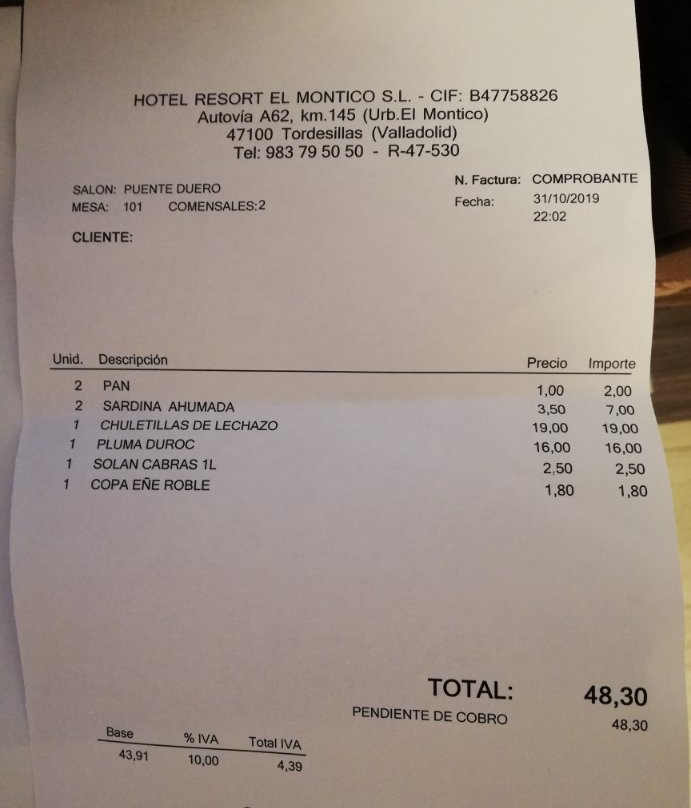 HOTEL RESORT EL MONTICO S.L. - CIF: B47758826
Autovía A62, km.145 (Urb.El Montico)
47100 Tordesillas (Valladolid)
Tel: 983 79 50 50 - R-47-530
N. Factura: COMPROBANTE
SALON: PUENTE DUERO
Fecha: 31/10/2019
MESA: 101 COMENSALES:2
22:02
CLIENTE:
Unid. Descripción Precio Importe
2 PAN 1,00 2,00
2 SARDINA AHUMADA 3,50 7,00
1 CHULETILLAS DE LECHAZO 19,00 19,00
1 PLUMA DUROC 16,00 16,00
1 SOLAN CABRAS 1L 2,50 2,50
1 COPA EÑE ROBLE 1,80 1,80
TOTAL: 48,30
PENDIENTE DE COBRO 48,30
Base % IVA Total IVA
43,91 10,00 4,39